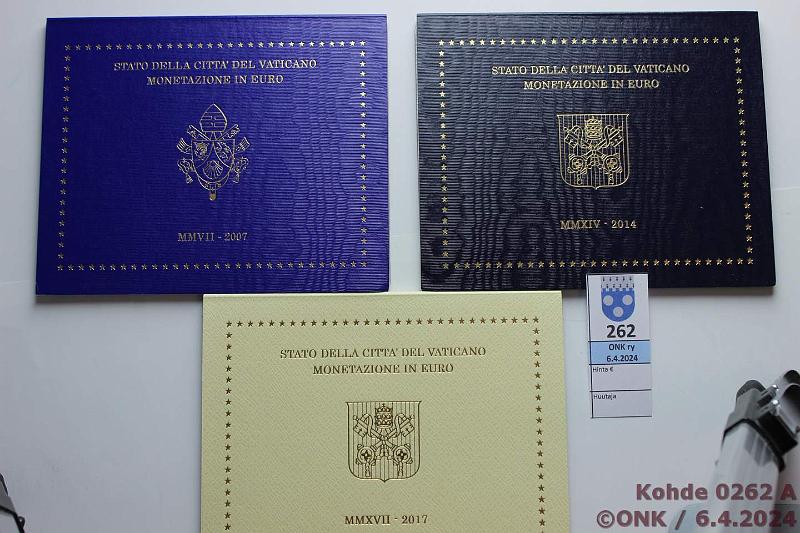 STATO DELLA CITTA' DEL VATICANO
MONETAZIONE IN EURO
MMVII - 2007
STATO DELLA CITTA' DEL VATICANO
MONETAZIONE IN EURO
MMXIV - 2014
STATO DELLA CITTA' DEL VATICANO
MONETAZIONE IN EURO
MMXVII - 2017
262
ONK ry
6.4.2024
Hinta €
Huutaja
Kohde 0262 A
©ONK / 6.4.2024